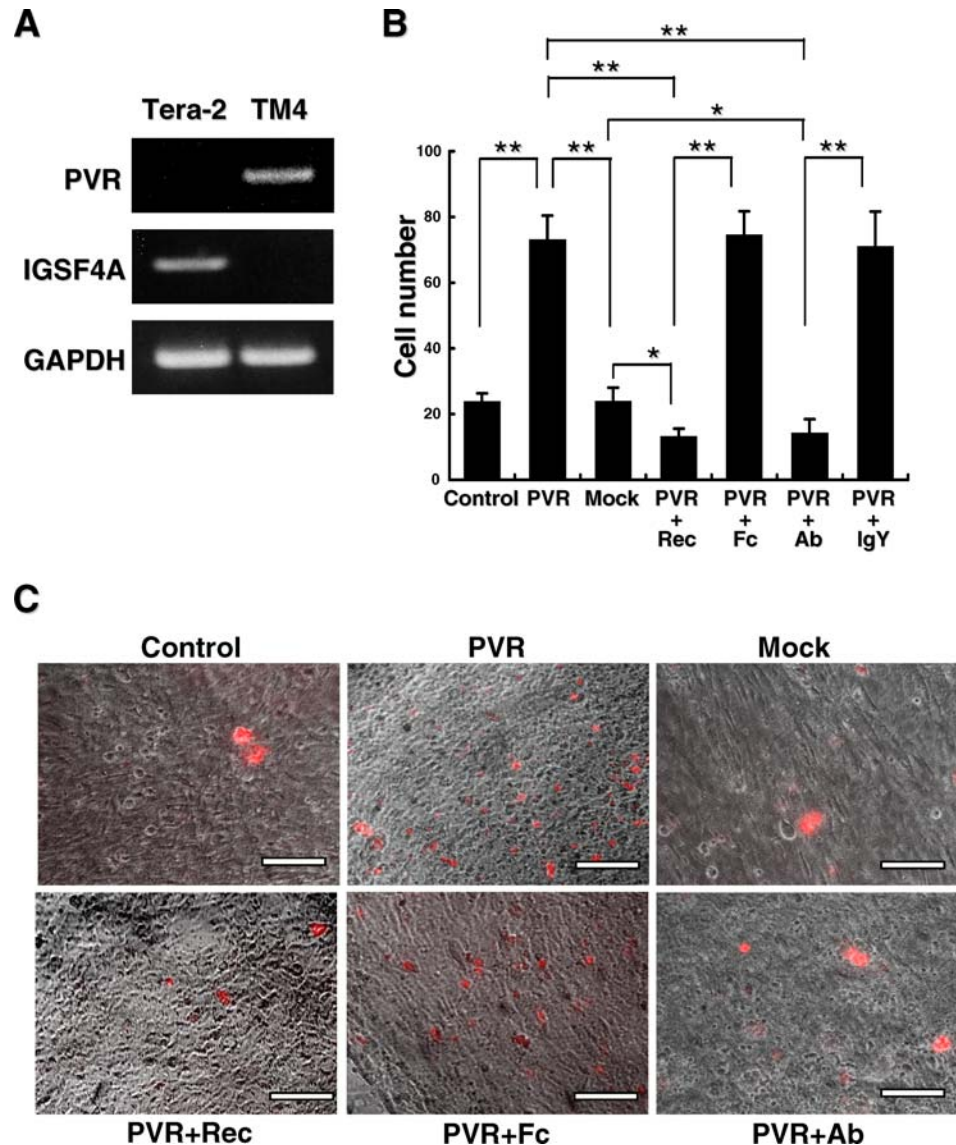 A
Tera-2 TM4
PVR
IGSF4A
GAPDH
B
**
**
*
** ** ** **
*
100
80
60
40
20
0
Cell number
Control PVR Mock PVR PVR PVR PVR
+ + + +
Rec Fc Ab IgY
C
Control PVR Mock
PVR+Rec PVR+Fc PVR+Ab